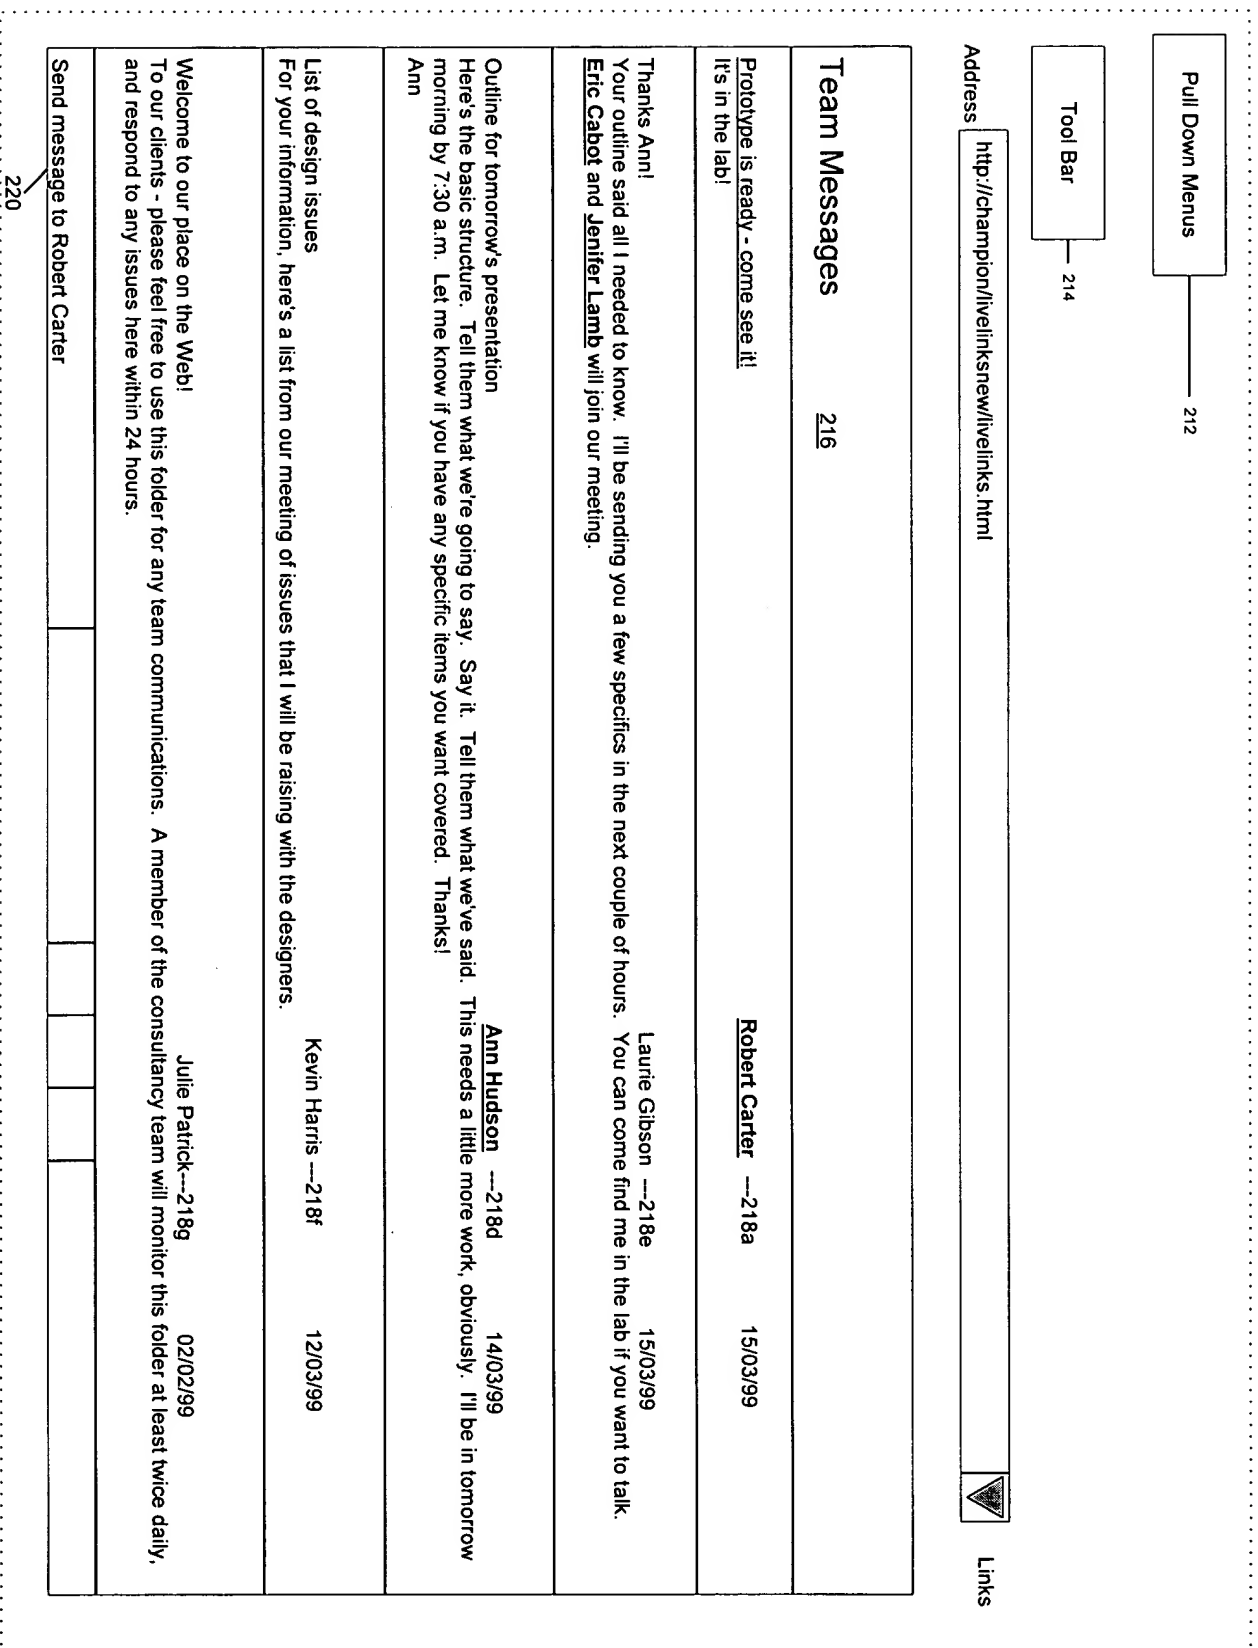 Pull Down Menus
212
Tool Bar
214
Address http://champion/livelinksnew/livelinks.html Links
Team Messages 216
Prototype is ready - come see it! Robert Carter ---218a 15/03/99
It's in the lab!
Thanks Ann! Laurie Gibson ---218e 15/03/99
Your outline said all I needed to know. I'll be sending you a few specifics in the next couple of hours. You can come find me in the lab if you want to talk.
Eric Cabot and Jenifer Lamb will join our meeting.
Outline for tomorrow's presentation Ann Hudson ---218d 14/03/99
Here's the basic structure. Tell them what we're going to say. Say it. Tell them what we've said. This needs a little more work, obviously. I'll be in tomorrow
morning by 7:30 a.m. Let me know if you have any specific items you want covered. Thanks!
Ann
List of design issues Kevin Harris ---218f 12/03/99
For your information, here's a list from our meeting of issues that I will be raising with the designers.
Welcome to our place on the Web! Julie Patrick---218g 02/02/99
To our clients - please feel free to use this folder for any team communications. A member of the consultancy team will monitor this folder at least twice daily,
and respond to any issues here within 24 hours.
Send message to Robert Carter
220